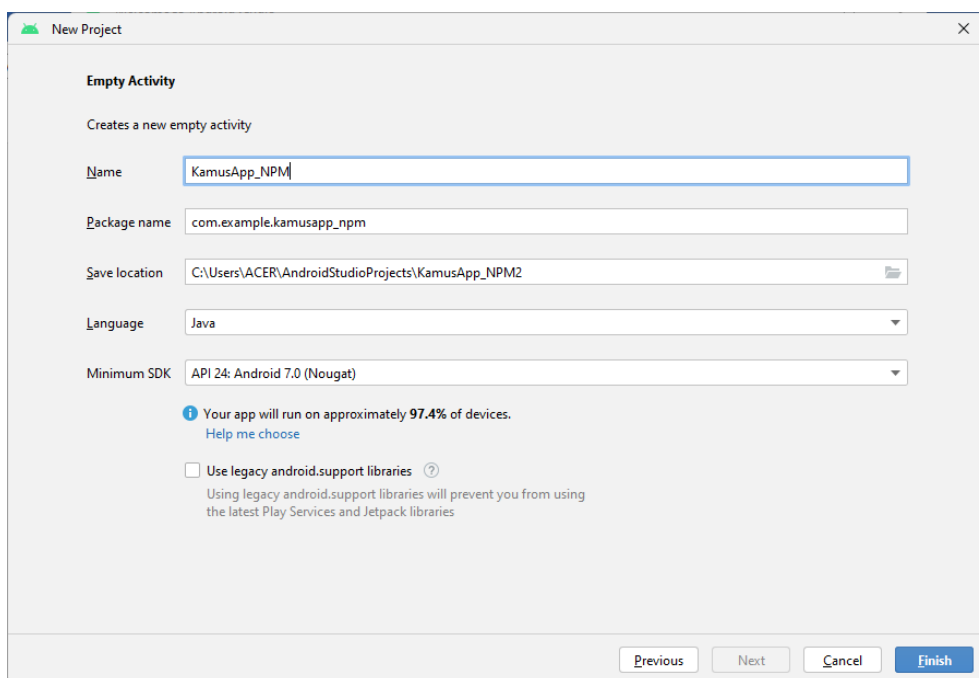 New Project
Empty Activity
Creates a new empty activity
Name KamusApp_NPM
Package name com.example.kamusapp_npm
Save location C:\Users\ACER\AndroidStudioProjects\KamusApp_NPM2
Language Java
Minimum SDK API 24: Android 7.0 (Nougat)
Your app will run on approximately 97.4% of devices.
Help me choose
Use legacy android.support libraries ?
Using legacy android.support libraries will prevent you from using
the latest Play Services and Jetpack libraries
Previous Next Cancel Finish